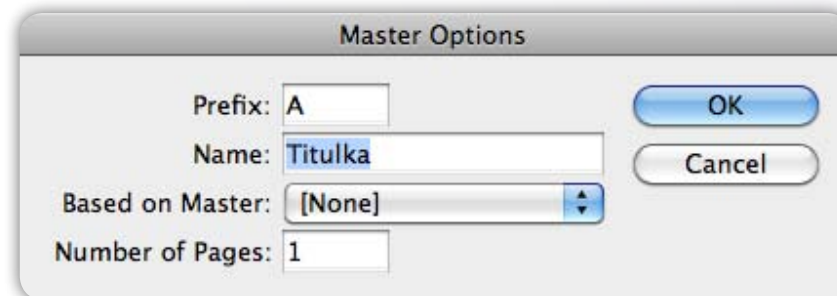 Master Options
Prefix: A
OK
Name: Titulka
Cancel
Based on Master: [None]
Number of Pages: 1